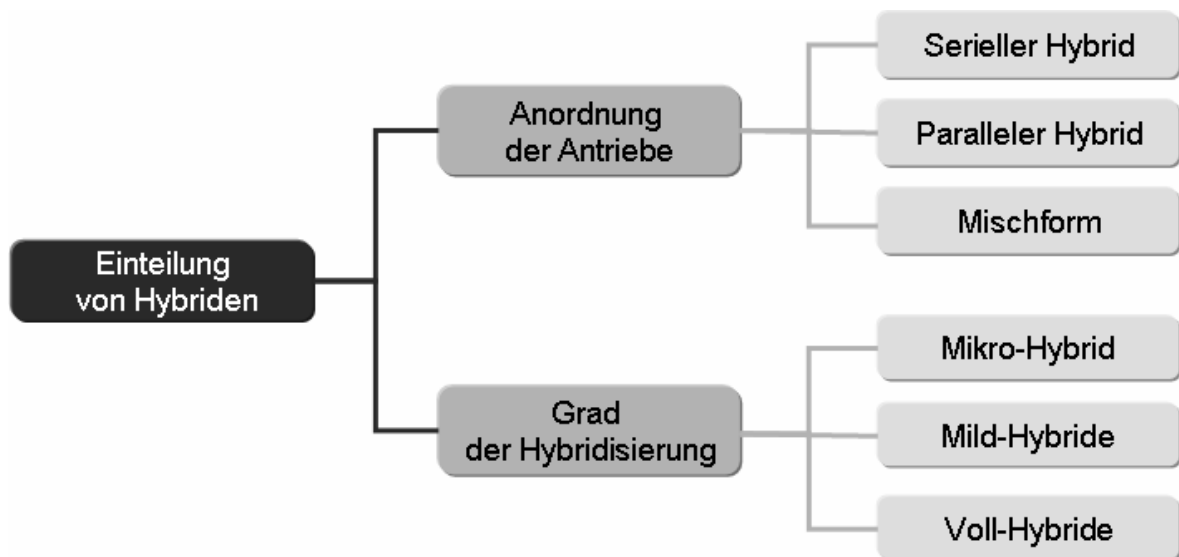 Einteilung
von Hybriden
Anordnung
der Antriebe
Serieller Hybrid
Paralleler Hybrid
Mischform
Grad
der Hybridisierung
Mikro-Hybrid
Mild-Hybride
Voll-Hybride